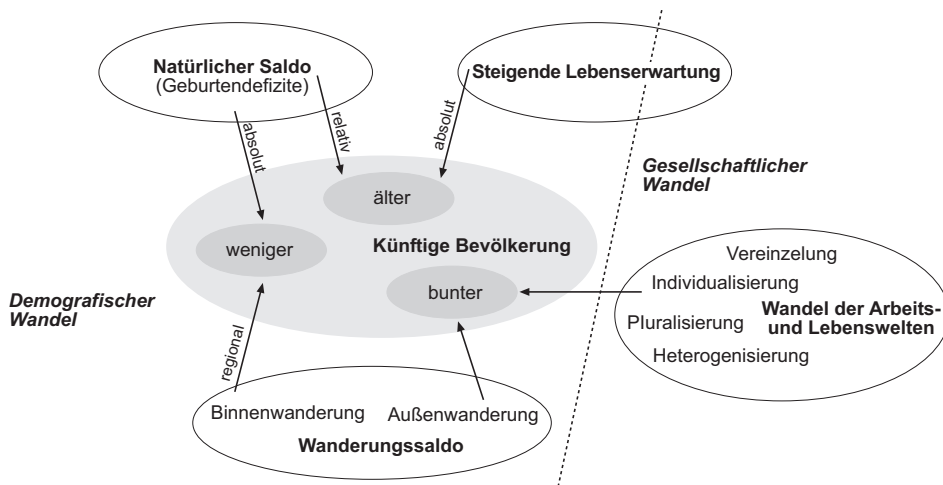 Natürlicher Saldo
(Geburtendefizite)
Steigende Lebenserwartung
absolut
relativ
absolut
Gesellschaftlicher
Wandel
älter
weniger
Künftige Bevölkerung
bunter
Vereinzelung
Individualisierung
Wandel der Arbeits-
und Lebenswelten
Pluralisierung
Heterogenisierung
Demografischer
Wandel
regional
Binnenwanderung
Außenwanderung
Wanderungssaldo